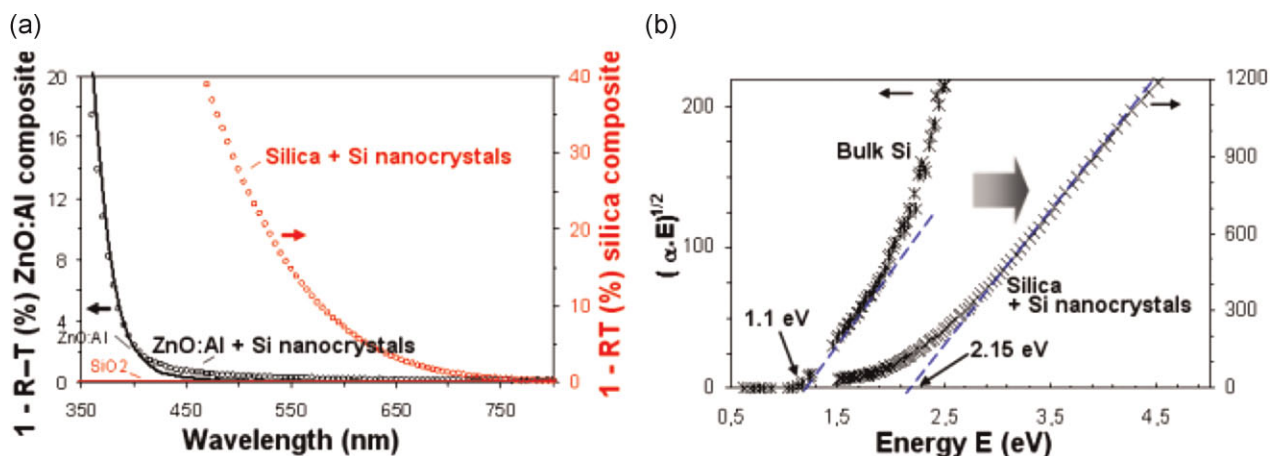 (a)
1 - R–T (%) ZnO:Al composite
20
16
12
8
4
0
350 450 550 650 750
Wavelength (nm)
40
30
20
10
0
1 - RT (%) silica composite
Silica + Si nanocrystals
ZnO:Al
ZnO:Al + Si nanocrystals
SiO2
(b)
(α·E)1/2
200
150
100
50
0
0,5 1,5 2,5 3,5 4,5
Energy E (eV)
1200
900
600
300
0
Bulk Si
Silica
+ Si nanocrystals
1.1 eV
2.15 eV